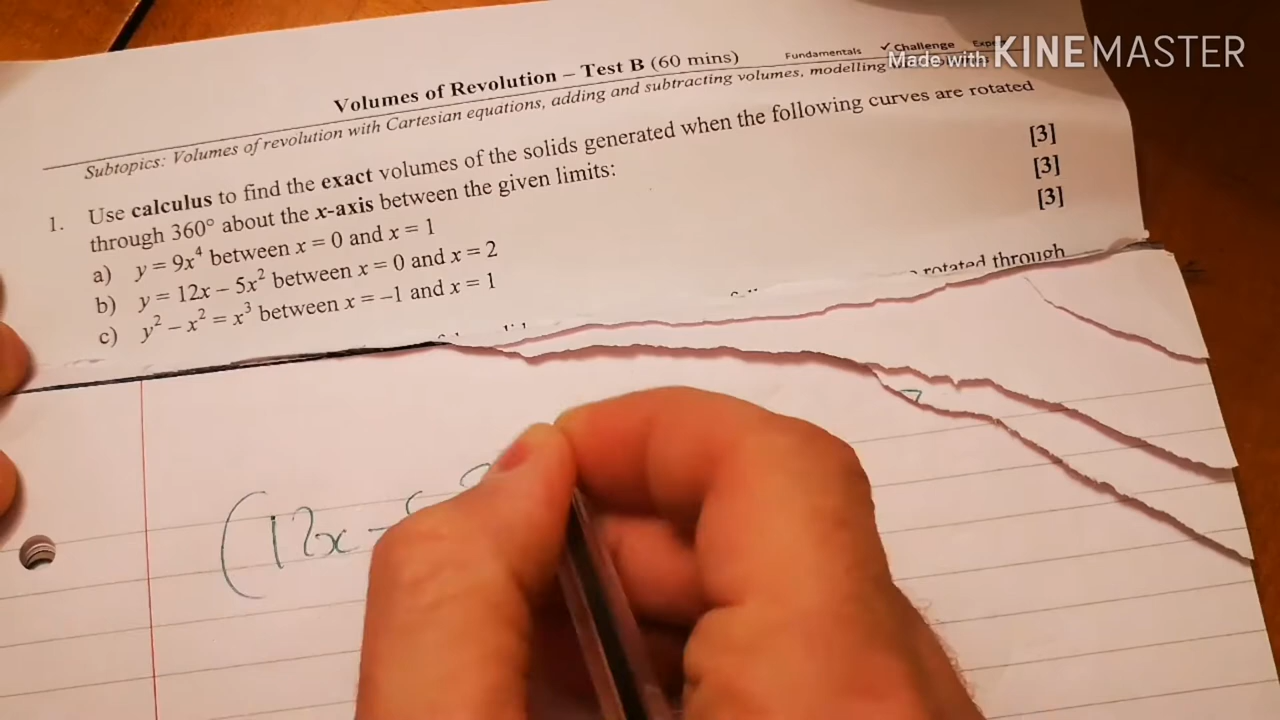 Made with KINEMASTER
Fundamentals ✓ Challenge
Volumes of Revolution – Test B (60 mins)
Subtopics: Volumes of revolution with Cartesian equations, adding and subtracting volumes, modelling
1. Use calculus to find the exact volumes of the solids generated when the following curves are rotated
through 360° about the x-axis between the given limits:
a) y = 9x⁴ between x = 0 and x = 1 [3]
b) y = 12x – 5x² between x = 0 and x = 2 [3]
c) y² – x² = x³ between x = –1 and x = 1 [3]
rotated through
(12x –